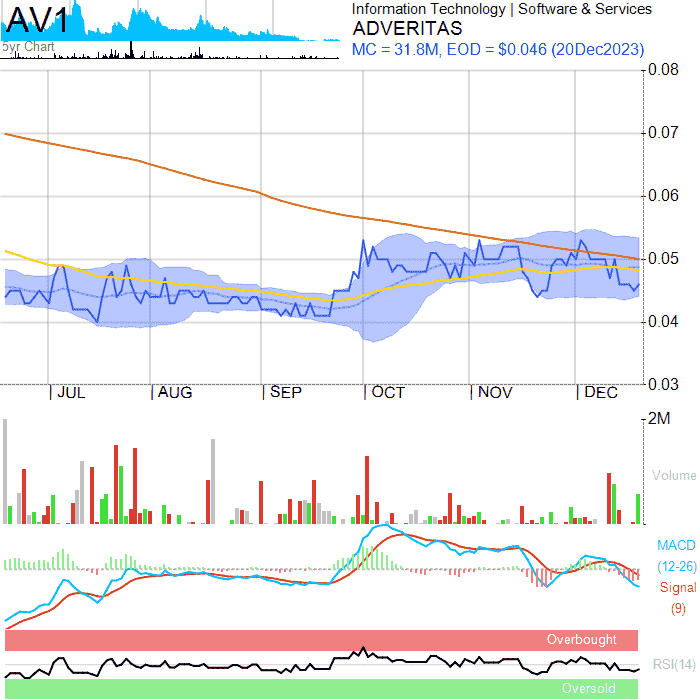 AV1
5yr Chart
Information Technology | Software & Services
ADVERITAS
MC = 31.8M, EOD = $0.046 (20Dec2023)
0.08
0.07
0.06
0.05
0.04
0.03
JUL AUG SEP OCT NOV DEC
2M
Volume
MACD
(12-26)
Signal
(9)
Overbought
RSI(14)
Oversold